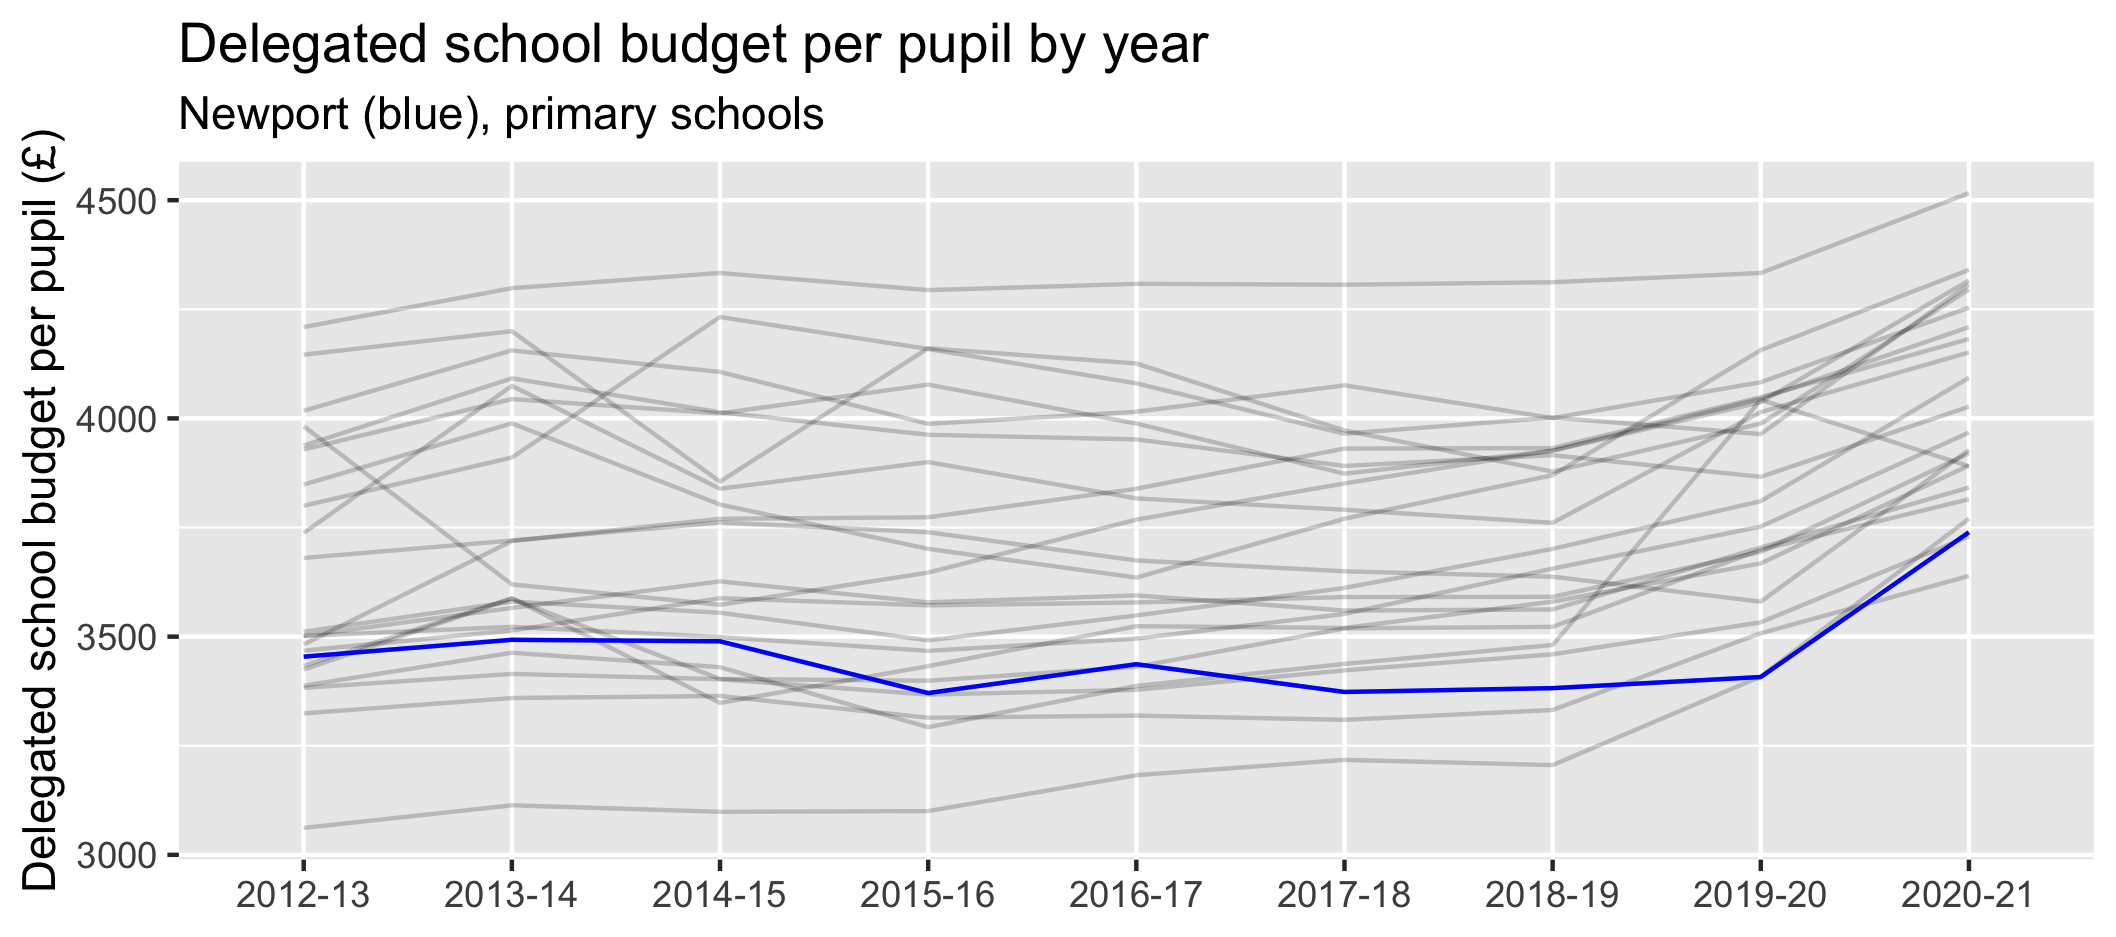 Delegated school budget per pupil by year
Newport (blue), primary schools
Delegated school budget per pupil (£)
4500
4000
3500
3000
2012-13 2013-14 2014-15 2015-16 2016-17 2017-18 2018-19 2019-20 2020-21